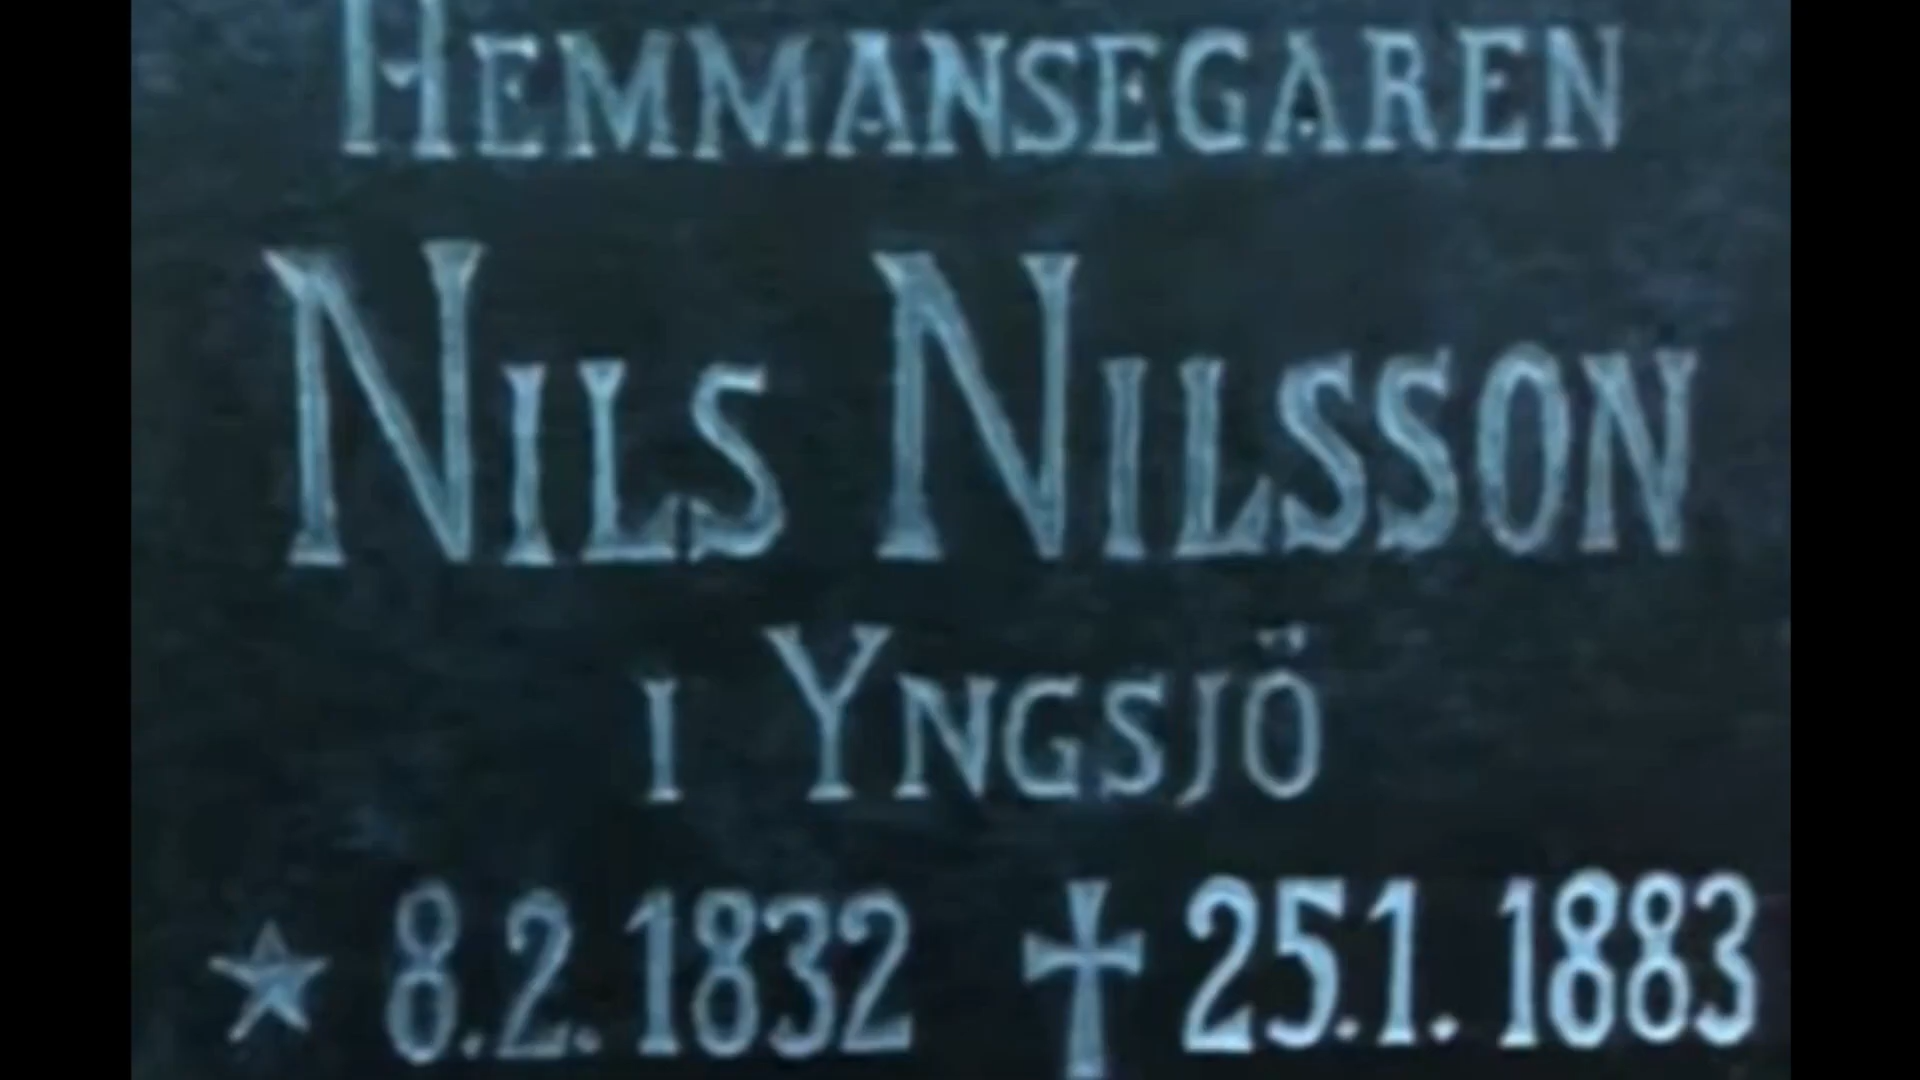 HEMMANSEGAREN
NILS NILSSON
I YNGSJÖ
8.2.1832 25.1.1883